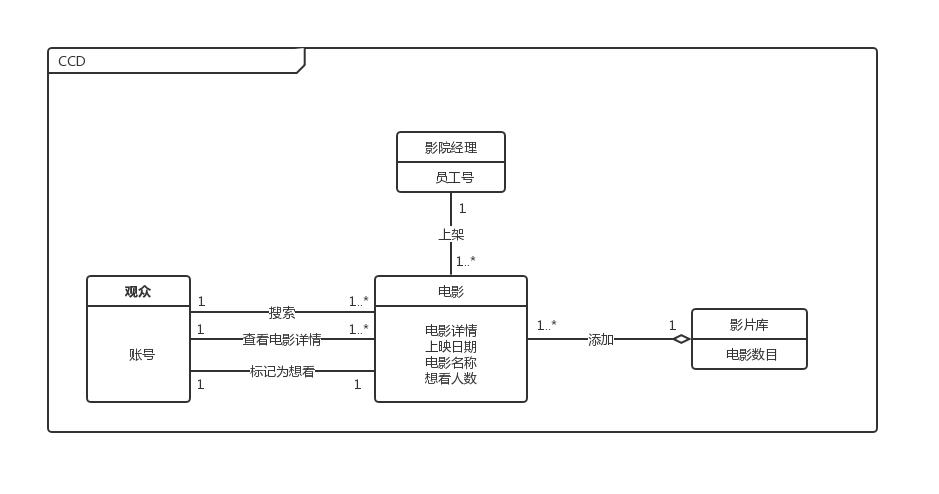 CCD
影院经理
员工号
1
上架
1..*
观众
账号
1
搜索
1..*
1
查看电影详情
1..*
标记为想看
1
1
电影
电影详情
上映日期
电影名称
想看人数
1..*
添加
1
影片库
电影数目